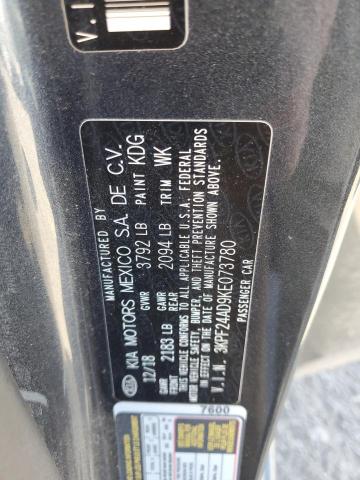 V.I
MANUFACTURED BY
KIA MOTORS MEXICO S.A. DE C.V.
12/18 GVWR 3792 LB PAINT KDG
GAWR FRONT 2183 LB GAWR REAR 2094 LB TRIM WK
THIS VEHICLE CONFORMS TO ALL APPLICABLE U.S.A. FEDERAL
MOTOR VEHICLE SAFETY, BUMPER, AND THEFT PREVENTION STANDARDS
IN EFFECT ON THE DATE OF MANUFACTURE SHOWN ABOVE.
V.I.N. 3KPF24AD9KE073780
PASSENGER CAR
KIA
7600